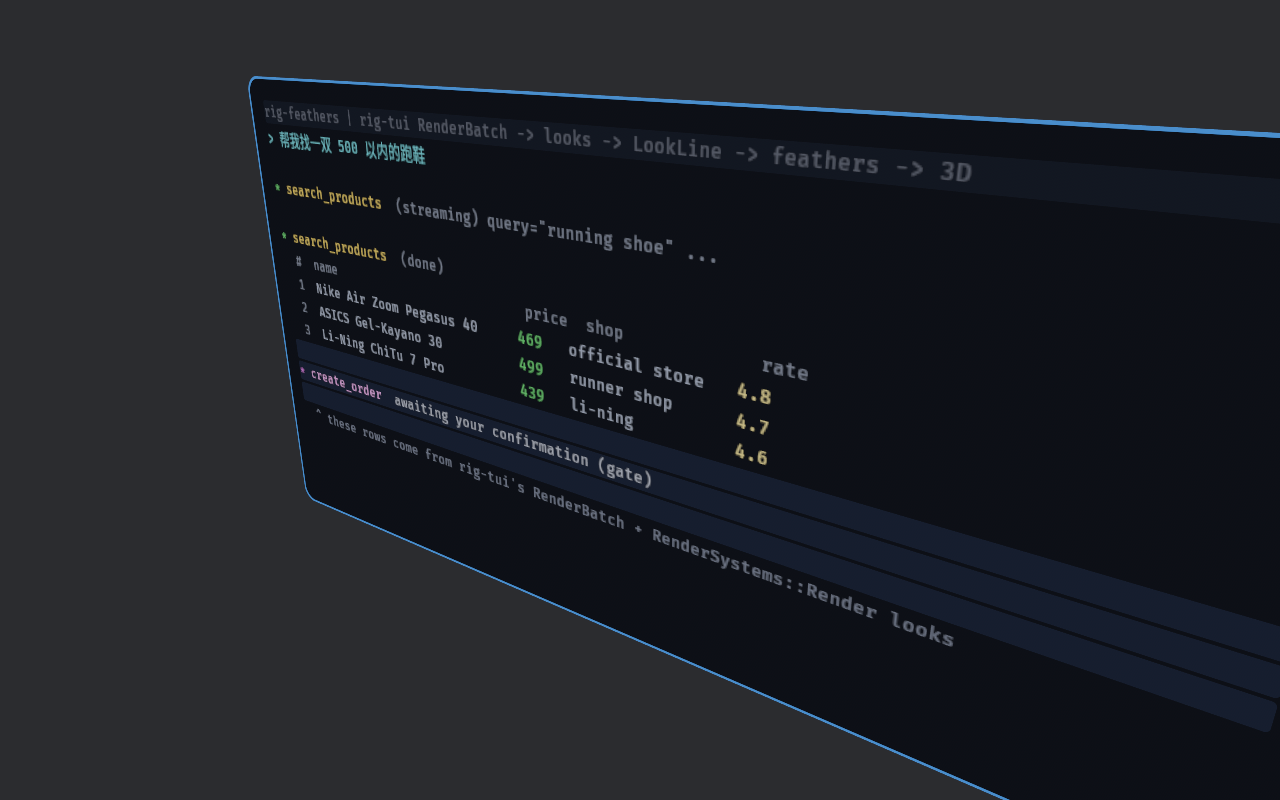 rig-feathers | rig-tui RenderBatch -> looks -> LookLine -> feathers -> 3D
> 帮我找一双 500 以内的跑鞋
* search_products (streaming) query="running shoe" ...
* search_products (done)
# name price shop rate
1 Nike Air Zoom Pegasus 40 469 official store 4.8
2 ASICS Gel-Kayano 30 499 runner shop 4.7
3 Li-Ning ChiTu 7 Pro 439 li-ning 4.6
* create_order awaiting your confirmation (gate)
^ these rows come from rig-tui's RenderBatch + RenderSystems::Render looks